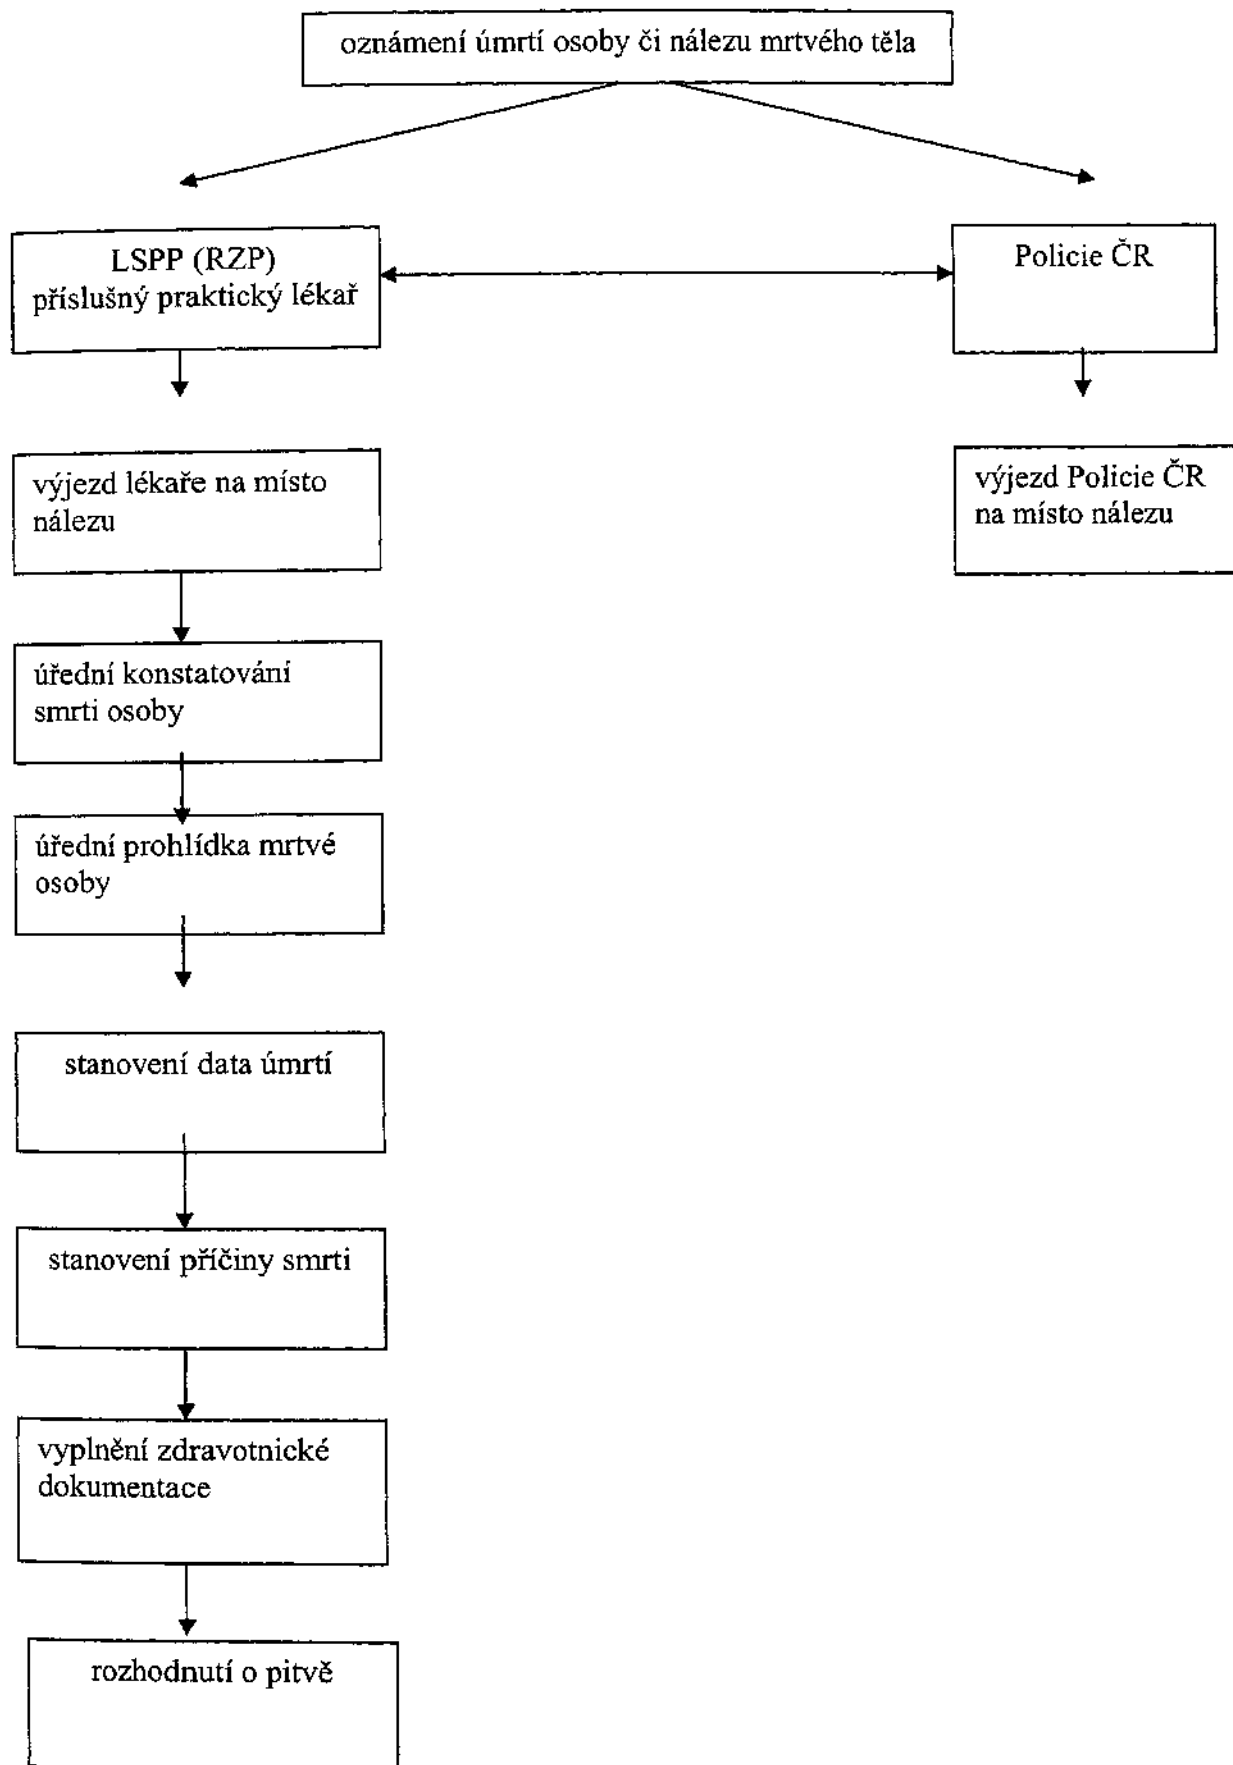 oznámení úmrtí osoby či nálezu mrtvého těla
LSPP (RZP)
příslušný praktický lékař
Policie ČR
výjezd lékaře na místo
nálezu
výjezd Policie ČR
na místo nálezu
úřední konstatování
smrti osoby
úřední prohlídka mrtvé
osoby
stanovení data úmrtí
stanovení příčiny smrti
vyplnění zdravotnické
dokumentace
rozhodnutí o pitvě